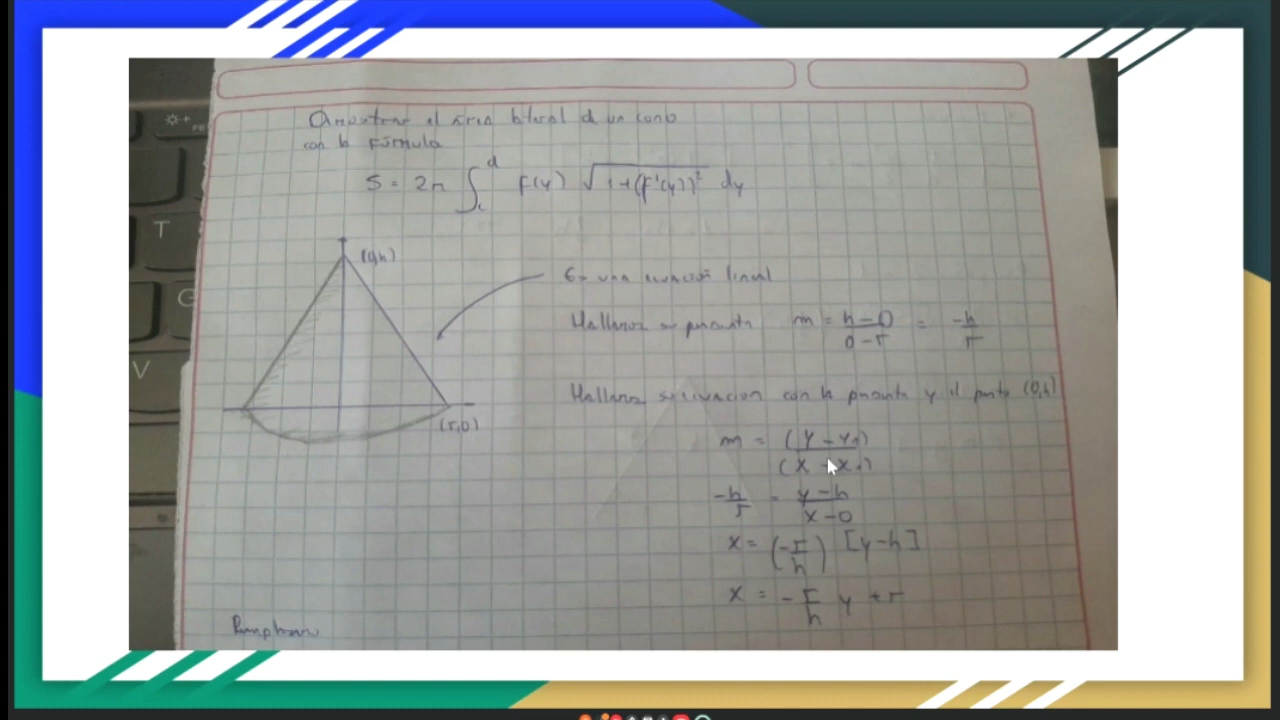 Demostrar el área lateral de un cono
con la fórmula
S = 2π ∫_c^d F(y) √(1+(F'(y))²) dy
(0,h)
Es una ecuación lineal
Hallamos su pendiente m = (h-0)/(0-r) = -h/r
Hallamos su ecuacion con la pendiente y el punto (0,h)
(r,0)
m = (y-y₁)/(x-x₁)
-h/r = (y-h)/(x-0)
x = (-r/h) [y-h]
x = -r/h y + r
T
G
V